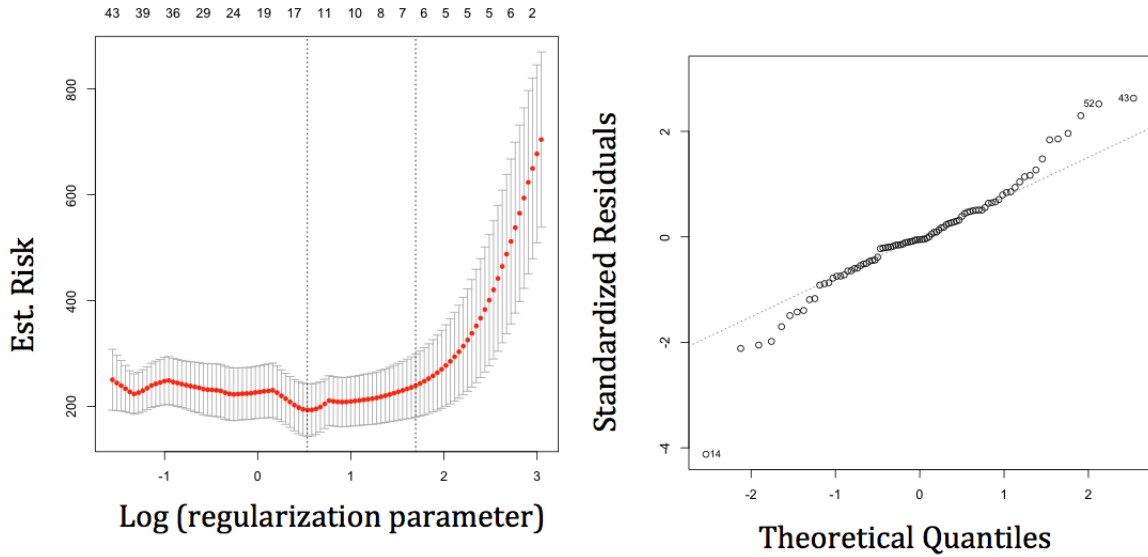 43 39 36 29 24 19 17 11 10 8 7 6 5 5 5 6 2
Est. Risk
800
600
400
200
-1 0 1 2 3
Log (regularization parameter)
Standardized Residuals
2
0
-2
-4
52
43
14
-2 -1 0 1 2
Theoretical Quantiles